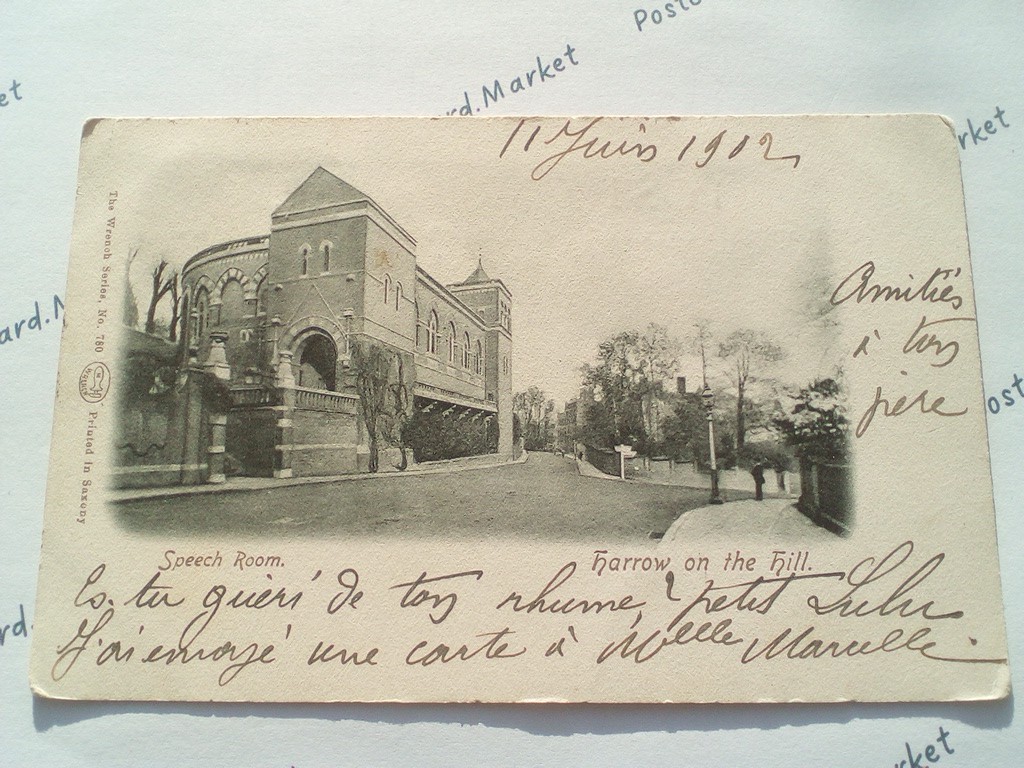 11 Juin 1902
Amitiés
à ton
père
The Wrench Series, No. 780
Printed in Saxony
Speech Room.
Harrow on the Hill.
Es. tu guéri de ton rhume, petit Lulu
J'ai envoyé une carte à Melle Marcelle.
Postc
rd.Market
et
rket
ard.M
ost
rd.
rket